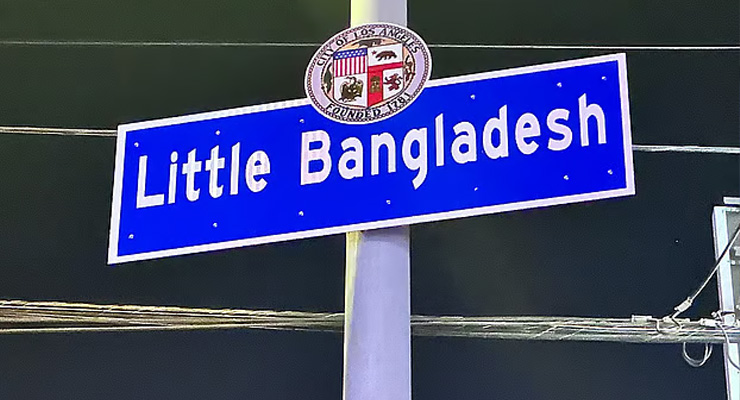 CITY OF LOS ANGELES
FOUNDED 1781
Little Bangladesh